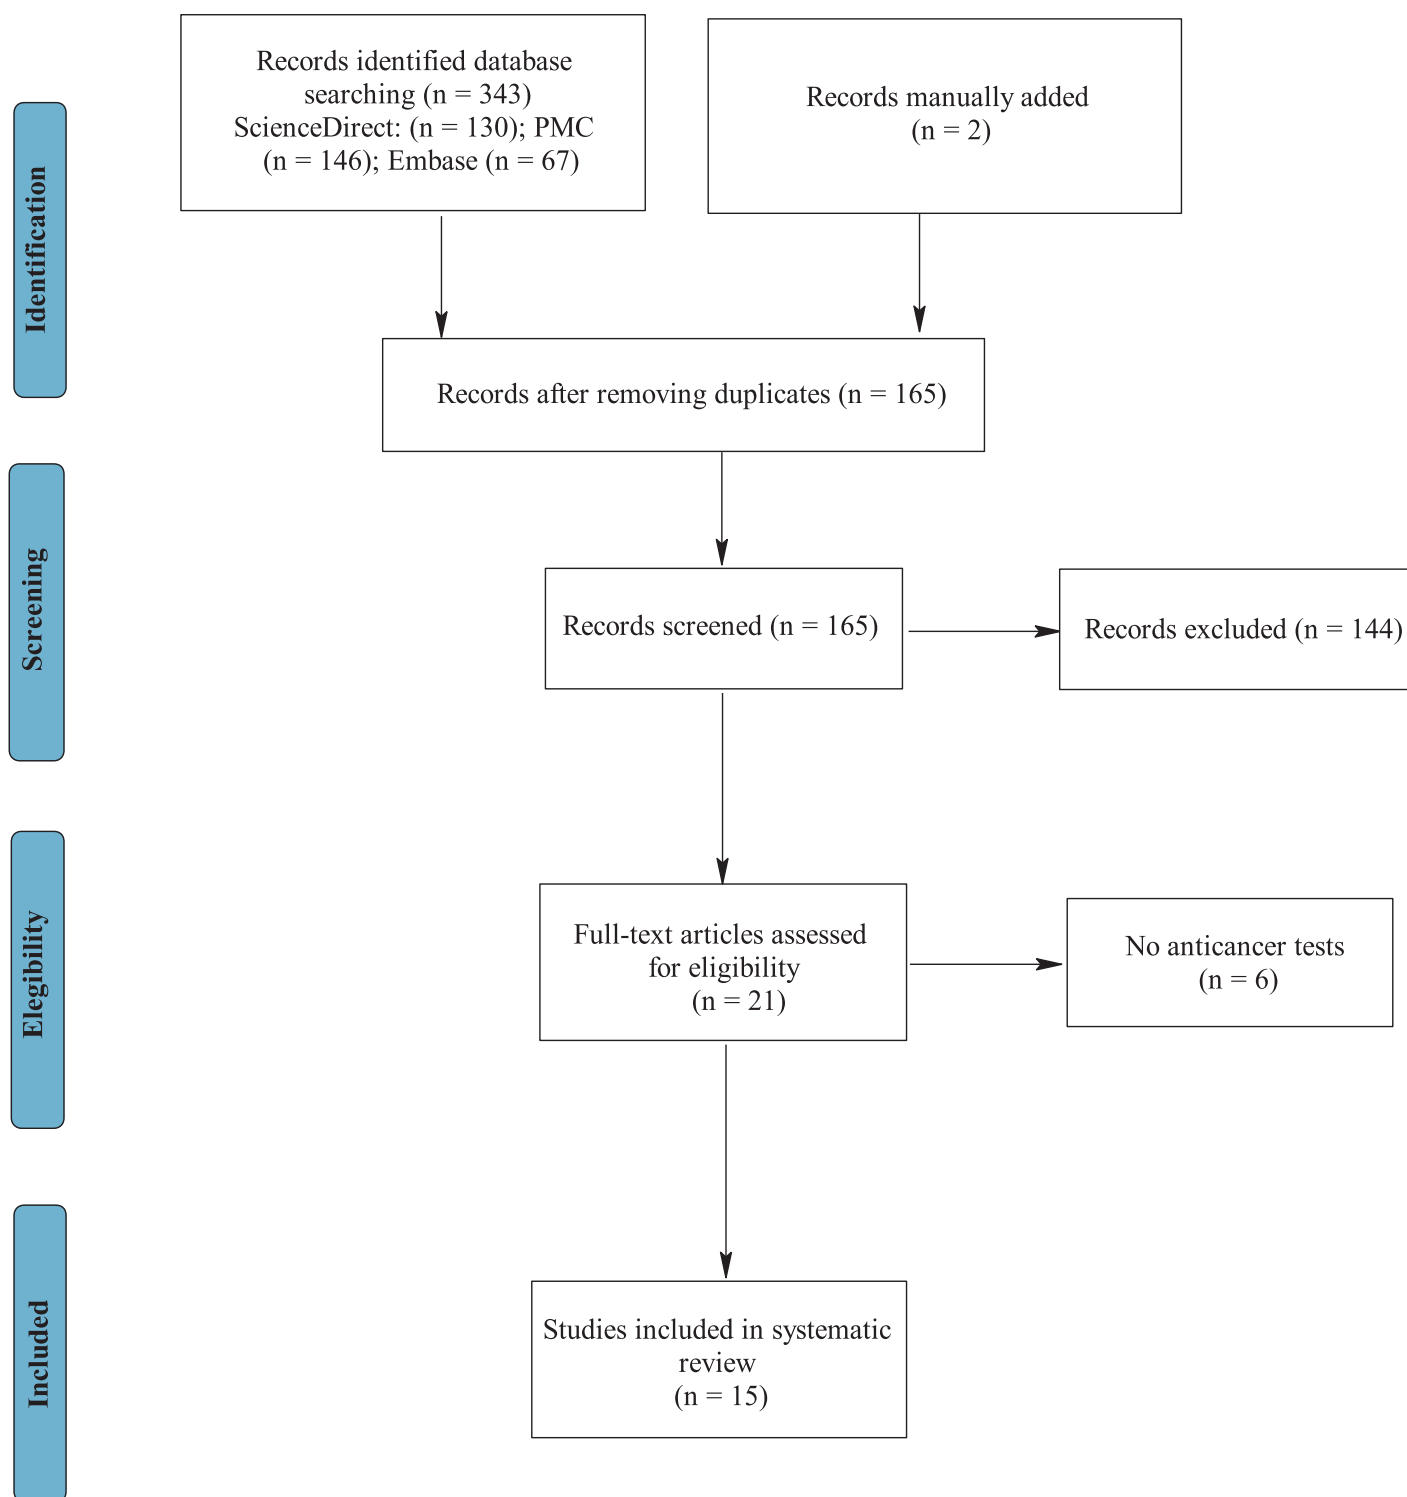 Records identified database
searching (n = 343)
ScienceDirect: (n = 130); PMC
(n = 146); Embase (n = 67)
Records manually added
(n = 2)
Identification
Records after removing duplicates (n = 165)
Screening
Records screened (n = 165)
Records excluded (n = 144)
Elegibility
Full-text articles assessed
for eligibility
(n = 21)
No anticancer tests
(n = 6)
Included
Studies included in systematic
review
(n = 15)